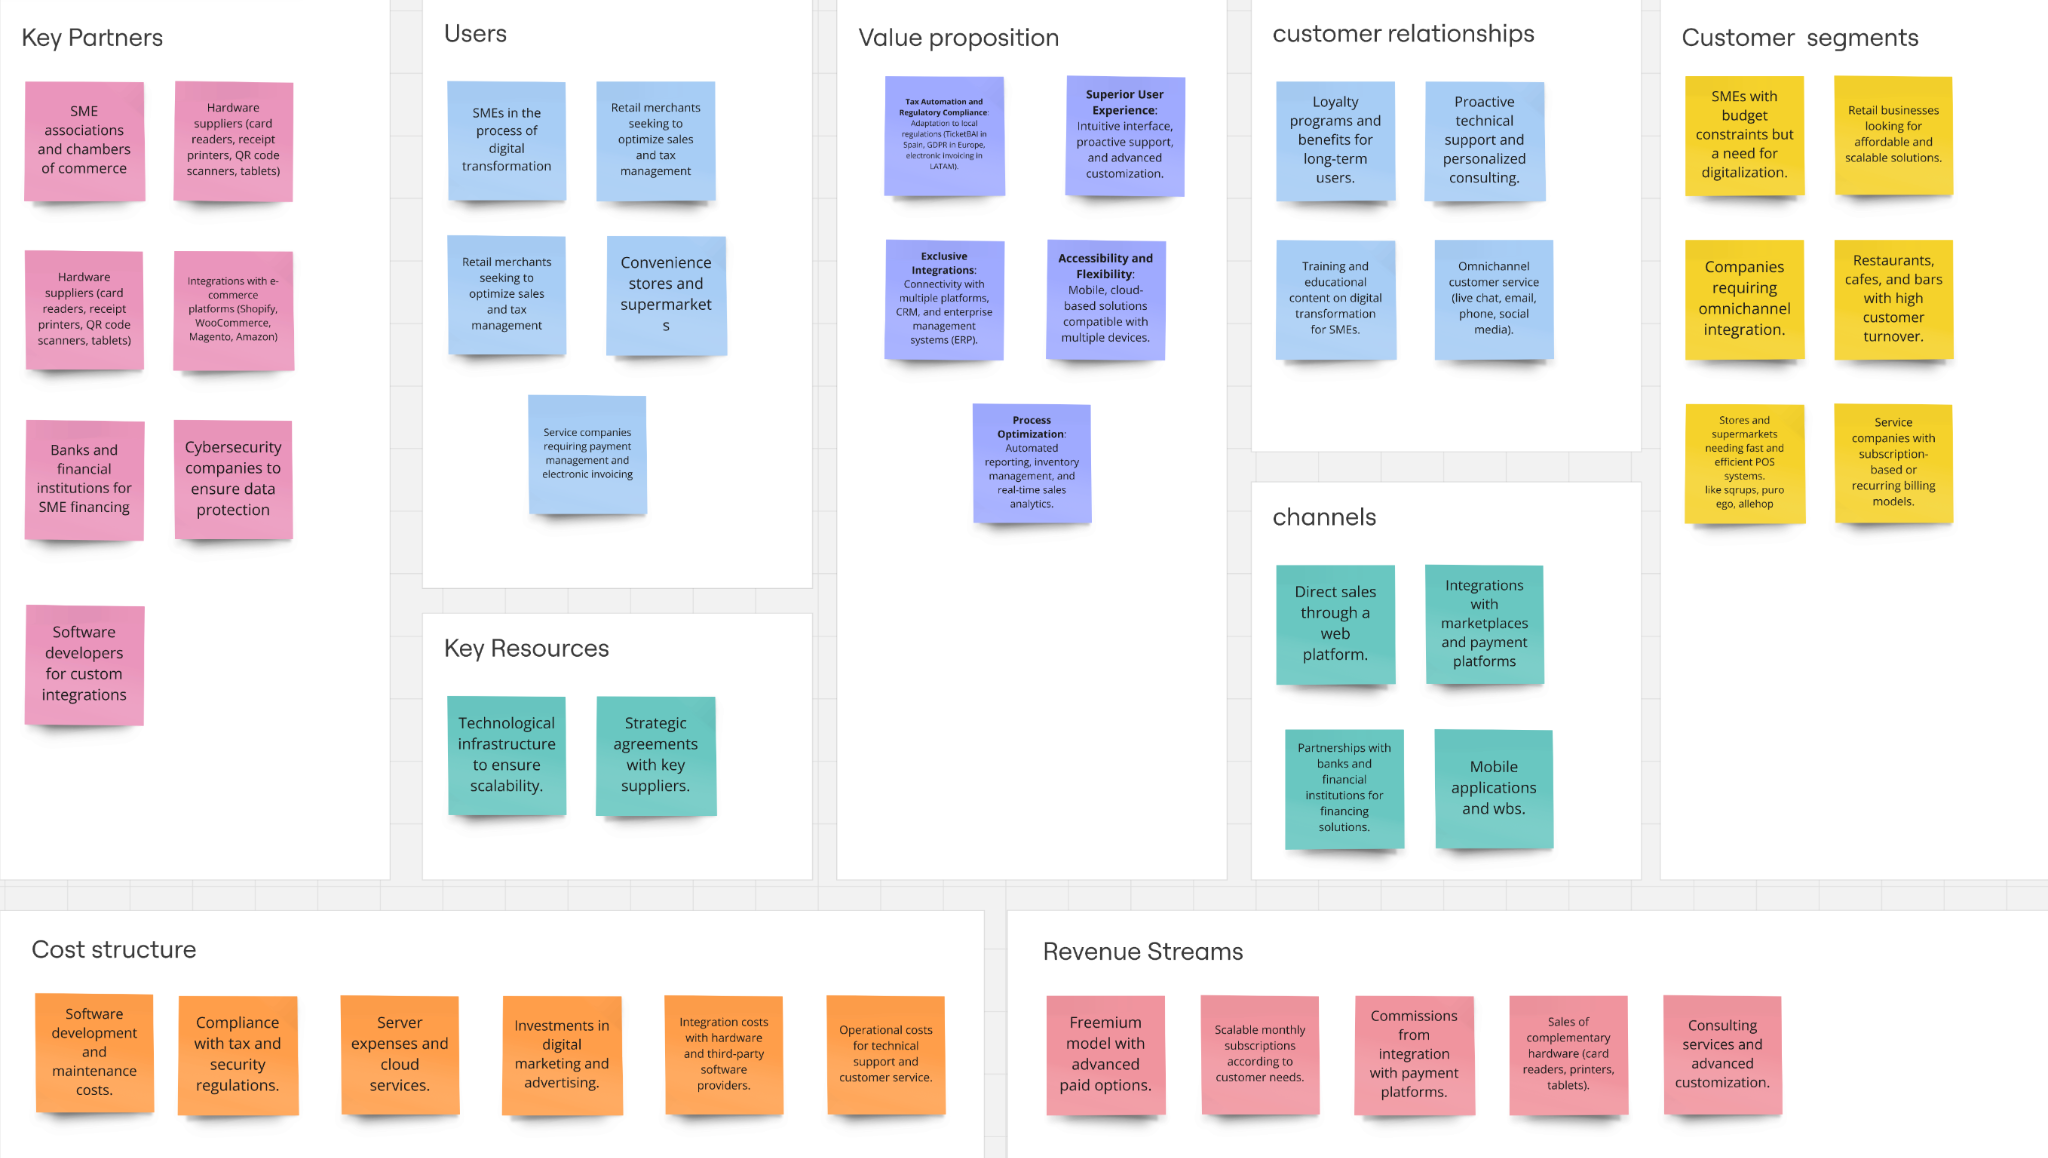 Key Partners
SME
associations
and chambers
of commerce
Hardware
suppliers (card
readers, receipt
printers, QR code
scanners, tablets)
Hardware
suppliers (card
readers, receipt
printers, QR code
scanners, tablets)
Integrations with e-
commerce
platforms (Shopify,
WooCommerce,
Magento, Amazon)
Banks and
financial
institutions for
SME financing
Cybersecurity
companies to
ensure data
protection
Software
developers
for custom
integrations
Users
SMEs in the
process of
digital
transformation
Retail merchants
seeking to
optimize sales
and tax
management
Retail merchants
seeking to
optimize sales
and tax
management
Convenience
stores and
supermarket
s
Service companies
requiring payment
management and
electronic invoicing
Key Resources
Technological
infrastructure
to ensure
scalability.
Strategic
agreements
with key
suppliers.
Value proposition
Tax Automation and
Regulatory Compliance:
Adaptation to local
regulations (TicketBAI in
Spain, GDPR in Europe,
electronic invoicing in
LATAM).
Superior User
Experience:
Intuitive interface,
proactive support,
and advanced
customization.
Exclusive
Integrations:
Connectivity with
multiple platforms,
CRM, and enterprise
management
systems (ERP).
Accessibility and
Flexibility:
Mobile, cloud-
based solutions
compatible with
multiple devices.
Process
Optimization:
Automated
reporting, inventory
management, and
real-time sales
analytics.
customer relationships
Loyalty
programs and
benefits for
long-term
users.
Proactive
technical
support and
personalized
consulting.
Training and
educational
content on digital
transformation
for SMEs.
Omnichannel
customer service
(live chat, email,
phone, social
media).
channels
Direct sales
through a
web
platform.
Integrations
with
marketplaces
and payment
platforms
Partnerships with
banks and
financial
institutions for
financing
solutions.
Mobile
applications
and wbs.
Customer  segments
SMEs with
budget
constraints but
a need for
digitalization.
Retail businesses
looking for
affordable and
scalable solutions.
Companies
requiring
omnichannel
integration.
Restaurants,
cafes, and bars
with high
customer
turnover.
Stores and
supermarkets
needing fast and
efficient POS
systems.
like sqrups, puro
ego, allehop
Service
companies with
subscription-
based or
recurring billing
models.
Cost structure
Software
development
and
maintenance
costs.
Compliance
with tax and
security
regulations.
Server
expenses and
cloud
services.
Investments in
digital
marketing and
advertising.
Integration costs
with hardware
and third-party
software
providers.
Operational costs
for technical
support and
customer service.
Revenue Streams
Freemium
model with
advanced
paid options.
Scalable monthly
subscriptions
according to
customer needs.
Commissions
from
integration
with payment
platforms.
Sales of
complementary
hardware (card
readers, printers,
tablets).
Consulting
services and
advanced
customization.